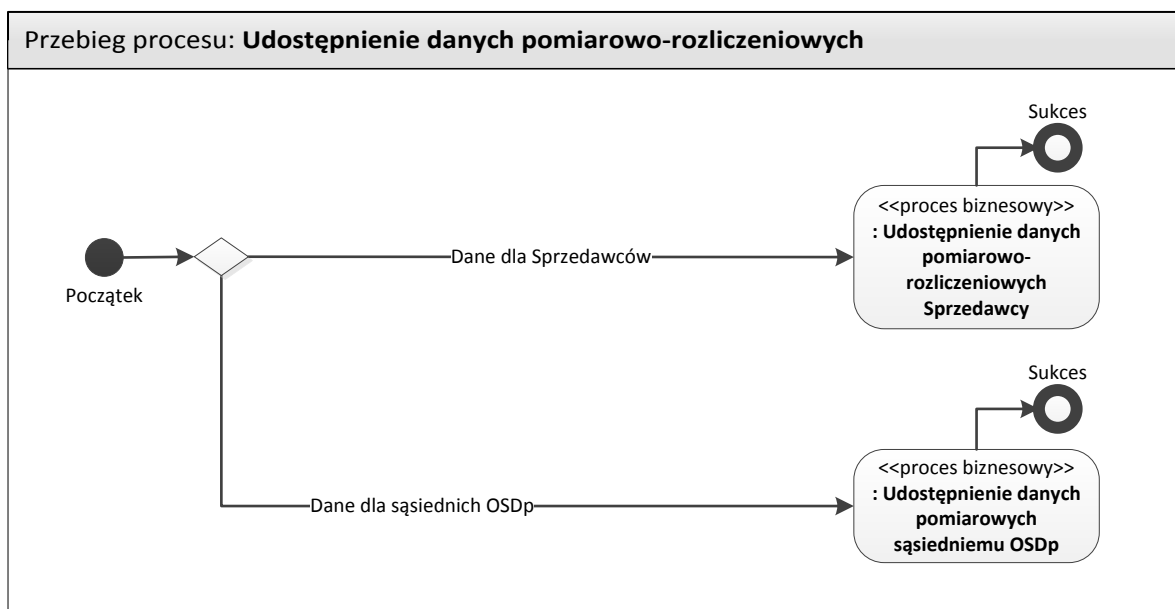 Przebieg procesu: Udostępnienie danych pomiarowo-rozliczeniowych
Sukces
<<proces biznesowy>>
: Udostępnienie danych
pomiarowo-
rozliczeniowych
Sprzedawcy
Dane dla Sprzedawców
Początek
Sukces
<<proces biznesowy>>
: Udostępnienie danych
pomiarowych
sąsiedniemu OSDp
Dane dla sąsiednich OSDp